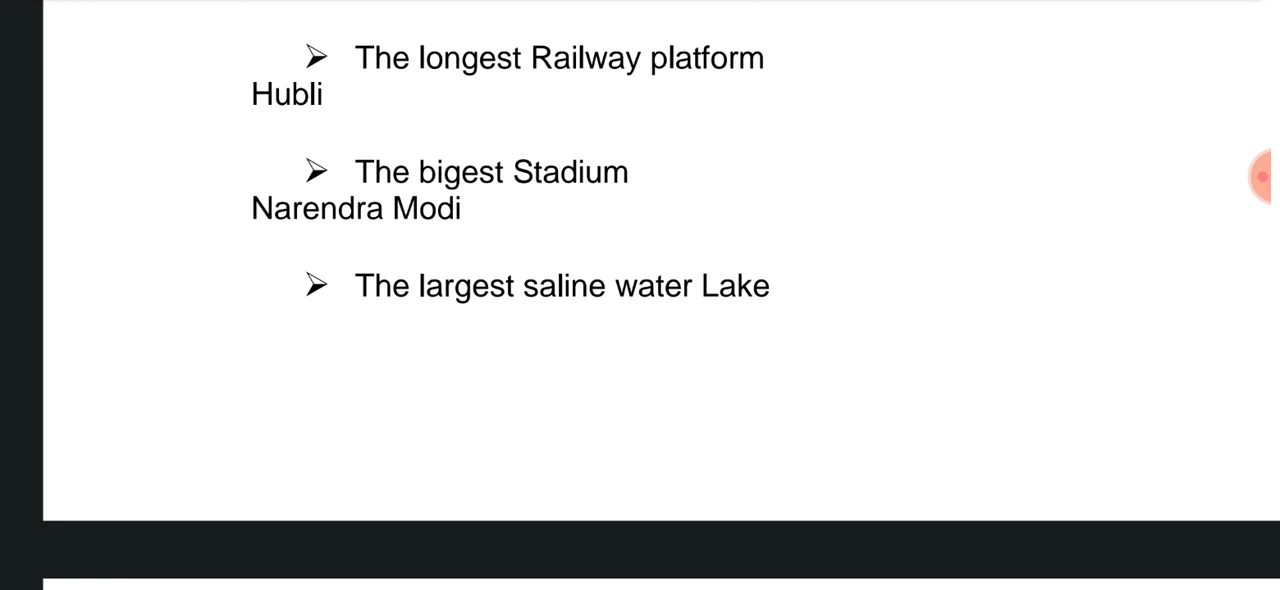 ➢ The longest Railway platform
Hubli
➢ The bigest Stadium
Narendra Modi
➢ The largest saline water Lake